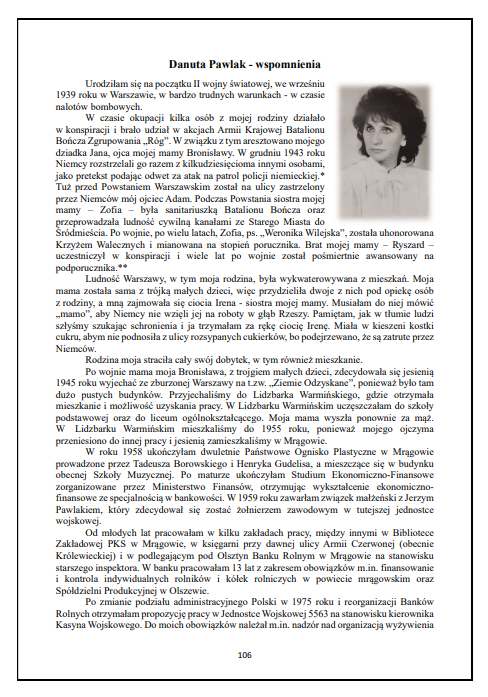 Danuta Pawlak - wspomnienia
Urodziłam się na początku II wojny światowej, we wrześniu
1939 roku w Warszawie, w bardzo trudnych warunkach - w czasie
nalotów bombowych.
W czasie okupacji kilka osób z mojej rodziny działało
w konspiracji i brało udział w akcjach Armii Krajowej Batalionu
Bończa Zgrupowania „Róg”. W związku z tym aresztowano mojego
dziadka Jana, ojca mojej mamy Bronisławy. W grudniu 1943 roku
Niemcy rozstrzelali go razem z kilkudziesięcioma innymi osobami,
jako pretekst podając odwet za atak na patrol policji niemieckiej.*
Tuż przed Powstaniem Warszawskim został na ulicy zastrzelony
przez Niemców mój ojciec Adam. Podczas Powstania siostra mojej
mamy – Zofia – była sanitariuszką Batalionu Bończa oraz
przeprowadzała ludność cywilną kanałami ze Starego Miasta do
Śródmieścia. Po wojnie, po wielu latach, Zofia, ps. „Weronika Wilejska”, została uhonorowana
Krzyżem Walecznych i mianowana na stopień porucznika. Brat mojej mamy – Ryszard –
uczestniczył w konspiracji i wiele lat po wojnie został pośmiertnie awansowany na
podporucznika.**
Ludność Warszawy, w tym moja rodzina, była wykwaterowywana z mieszkań. Moja
mama została sama z trójką małych dzieci, więc przydzieliła dwoje z nich pod opiekę osób
z rodziny, a mną zajmowała się ciocia Irena - siostra mojej mamy. Musiałam do niej mówić
„mamo”, aby Niemcy nie wzięli jej na roboty w głąb Rzeszy. Pamiętam, jak w tłumie ludzi
szłyśmy szukając schronienia i ja trzymałam za rękę ciocię Irenę. Miała w kieszeni kostki
cukru, abym nie podnosiła z ulicy rozsypanych cukierków, bo podejrzewano, że są zatrute przez
Niemców.
Rodzina moja straciła cały swój dobytek, w tym również mieszkanie.
Po wojnie mama moja Bronisława, z trojgiem małych dzieci, zdecydowała się jesienią
1945 roku wyjechać ze zburzonej Warszawy na t.zw. „Ziemie Odzyskane”, ponieważ było tam
dużo pustych budynków. Przyjechaliśmy do Lidzbarka Warmińskiego, gdzie otrzymała
mieszkanie i możliwość uzyskania pracy. W Lidzbarku Warmińskim uczęszczałam do szkoły
podstawowej oraz do liceum ogólnokształcącego. Moja mama wyszła ponownie za mąż.
W Lidzbarku Warmińskim mieszkaliśmy do 1955 roku, ponieważ mojego ojczyma
przeniesiono do innej pracy i jesienią zamieszkaliśmy w Mrągowie.
W roku 1958 ukończyłam dwuletnie Państwowe Ognisko Plastyczne w Mrągowie
prowadzone przez Tadeusza Borowskiego i Henryka Gudelisa, a mieszczące się w budynku
obecnej Szkoły Muzycznej. Po maturze ukończyłam Studium Ekonomiczno-Finansowe
zorganizowane przez Ministerstwo Finansów, otrzymując wykształcenie ekonomiczno-
finansowe ze specjalnością w bankowości. W 1959 roku zawarłam związek małżeński z Jerzym
Pawlakiem, który zdecydował się zostać żołnierzem zawodowym w tutejszej jednostce
wojskowej.
Od młodych lat pracowałam w kilku zakładach pracy, między innymi w Bibliotece
Zakładowej PKS w Mrągowie, w księgarni przy dawnej ulicy Armii Czerwonej (obecnie
Królewieckiej) i w podlegającym pod Olsztyn Banku Rolnym w Mrągowie na stanowisku
starszego inspektora. W banku pracowałam 13 lat z zakresem obowiązków m.in. finansowanie
i kontrola indywidualnych rolników i kółek rolniczych w powiecie mrągowskim oraz
Spółdzielni Produkcyjnej w Olszewie.
Po zmianie podziału administracyjnego Polski w 1975 roku i reorganizacji Banków
Rolnych otrzymałam propozycję pracy w Jednostce Wojskowej 5563 na stanowisku kierownika
Kasyna Wojskowego. Do moich obowiązków należał m.in. nadzór nad organizacją wyżywienia
106